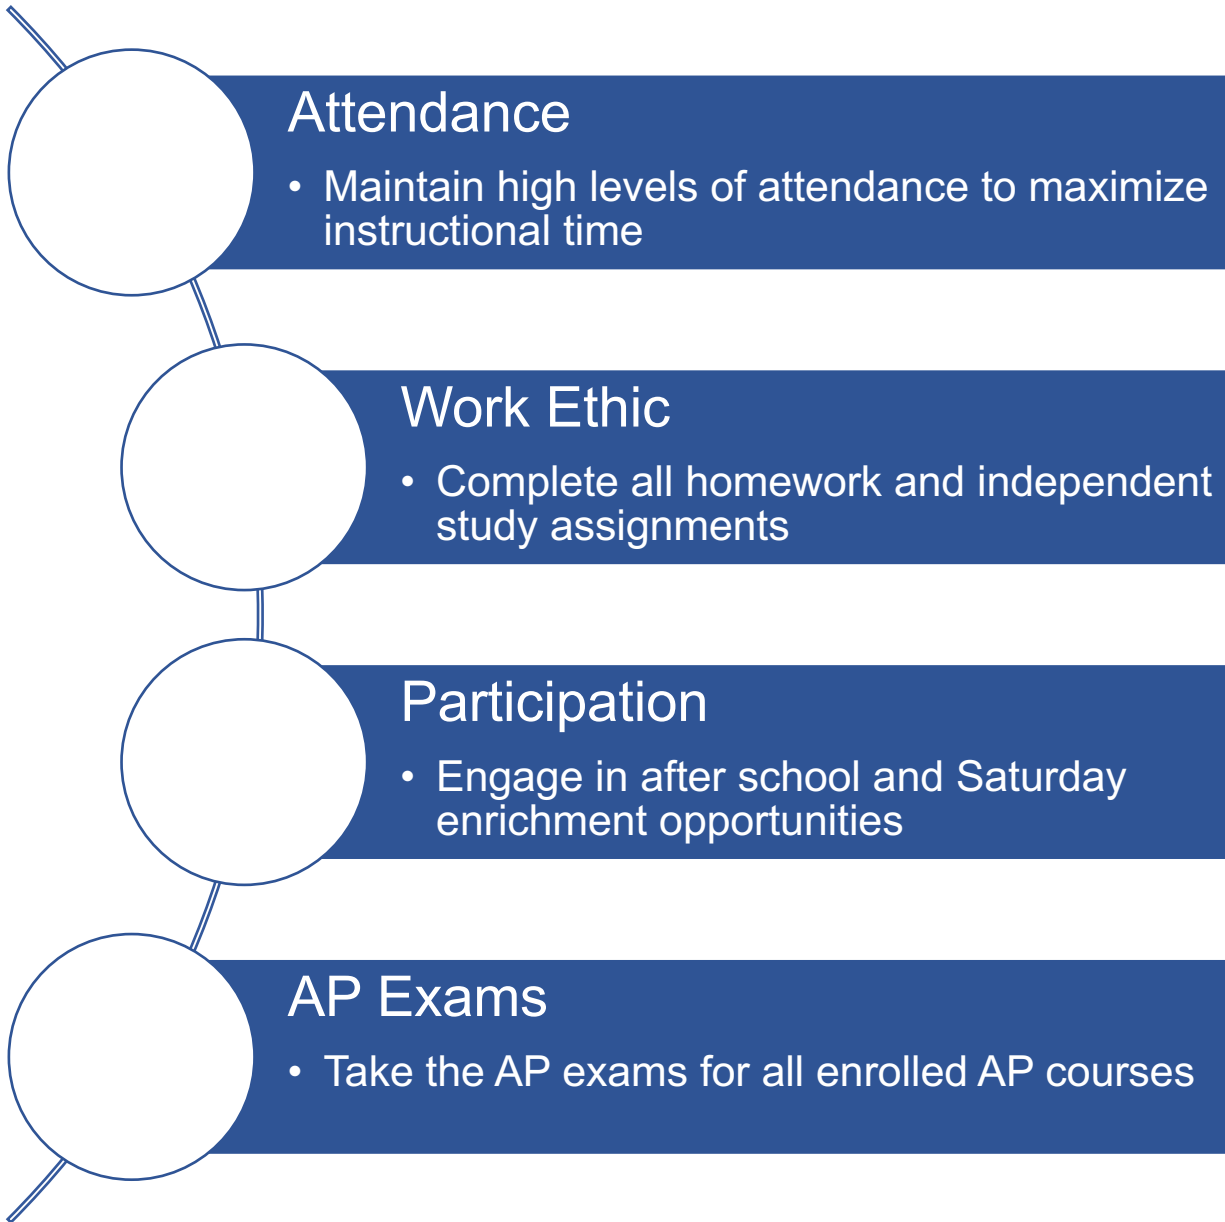 Attendance
• Maintain high levels of attendance to maximize
instructional time
Work Ethic
• Complete all homework and independent
study assignments
Participation
• Engage in after school and Saturday
enrichment opportunities
AP Exams
• Take the AP exams for all enrolled AP courses